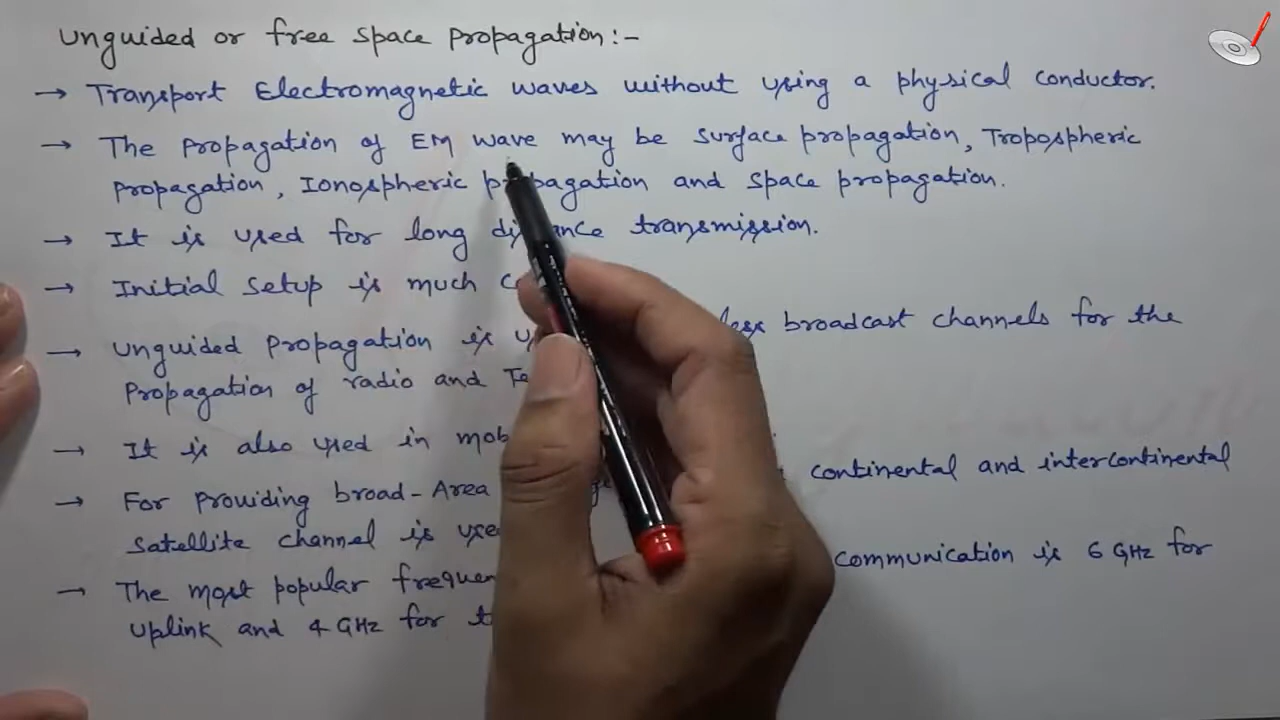 Unguided or free space propagation:-
→ Transport Electromagnetic waves without using a physical conductor.
→ The propagation of EM wave may be surface propagation, Tropospheric
propagation, Ionospheric propagation and space propagation.
→ It is used for long distance transmission.
→ Initial setup is much
→ Unguided propagation is broadcast channels for the
Propagation of radio and
→ It is also used in
→ For providing broad-Area continental and intercontinental
satellite channel is
→ The most popular communication is 6 GHz for
uplink and 4 GHz for